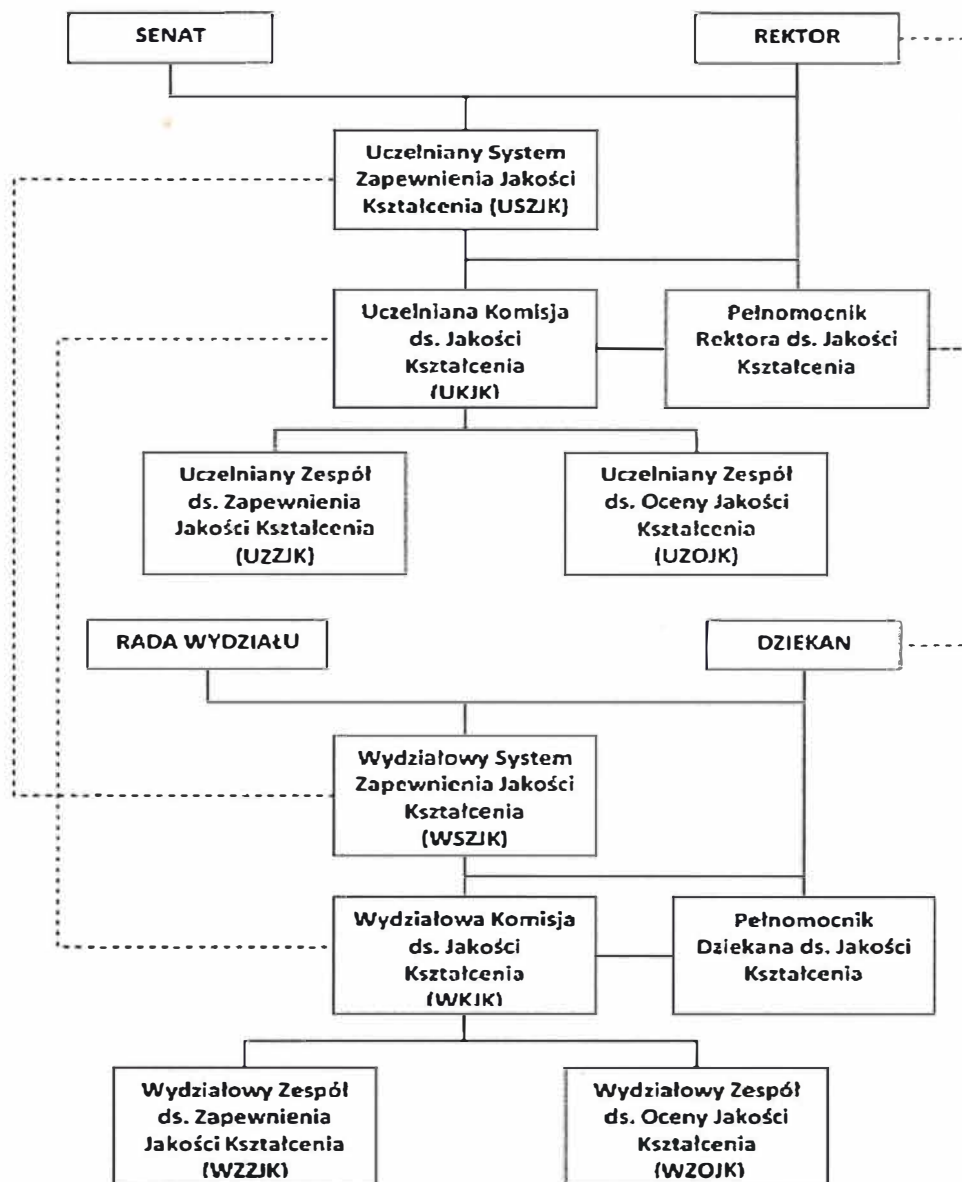 SENAT
REKTOR
Uczelniany System
Zapewnienia Jakości
Kształcenia (USZJK)
Uczelniana Komisja
ds. Jakości
Kształcenia
(UKJK)
Pełnomocnik
Rektora ds. Jakości
Kształcenia
Uczelniany Zespół
ds. Zapewnienia
Jakości Kształcenia
(UZZJK)
Uczelniany Zespół
ds. Oceny Jakości
Kształcenia
(UZOJK)
RADA WYDZIAŁU
DZIEKAN
Wydziałowy System
Zapewnienia Jakości
Kształcenia
(WSZJK)
Wydziałowa Komisja
ds. Jakości
Kształcenia
(WKJK)
Pełnomocnik
Dziekana ds. Jakości
Kształcenia
Wydziałowy Zespół
ds. Zapewnienia
Jakości Kształcenia
(WZZJK)
Wydziałowy Zespół
ds. Oceny Jakości
Kształcenia
(WZOJK)